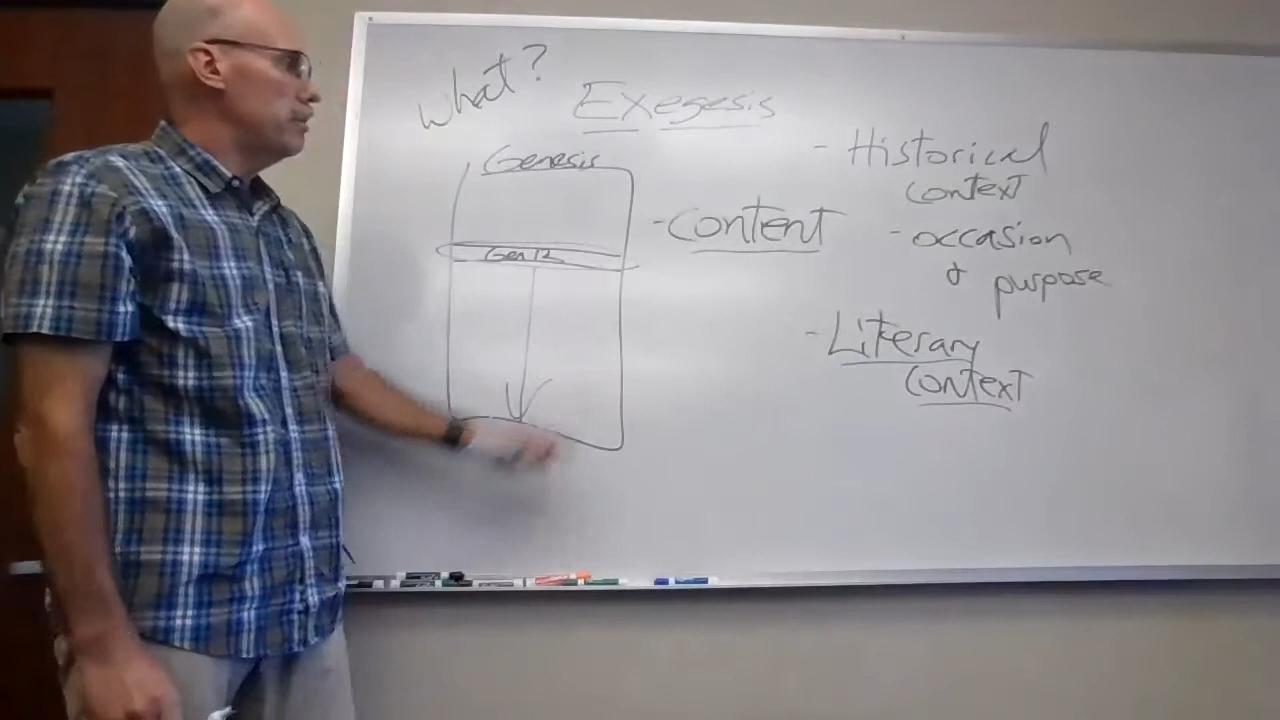 What?
Exegesis
Genesis
Gen 12
- Content
- Historical
context
- occasion
& purpose
- Literary
context